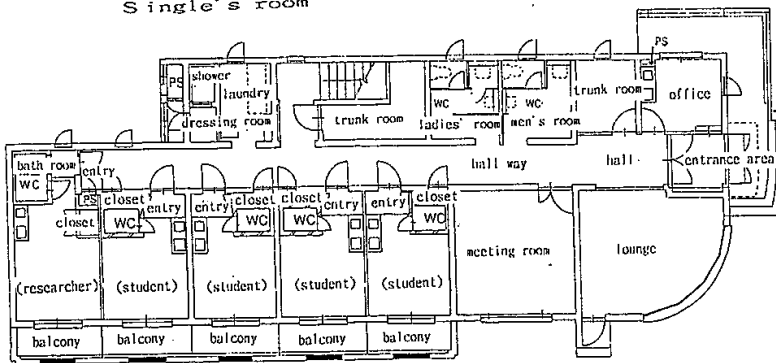 Single's room
PS
shower
laundry
dressing room
trunk room
WC
ladies' room
WC
men's room
trunk room
PS
office
bath room
WC
entry
hall way
hall
entrance area
PS
closet
closet
WC
entry
entry
closet
WC
closet
WC
entry
entry
closet
WC
meeting room
lounge
(researcher)
(student)
(student)
(student)
(student)
balcony
balcony
balcony
balcony
balcony